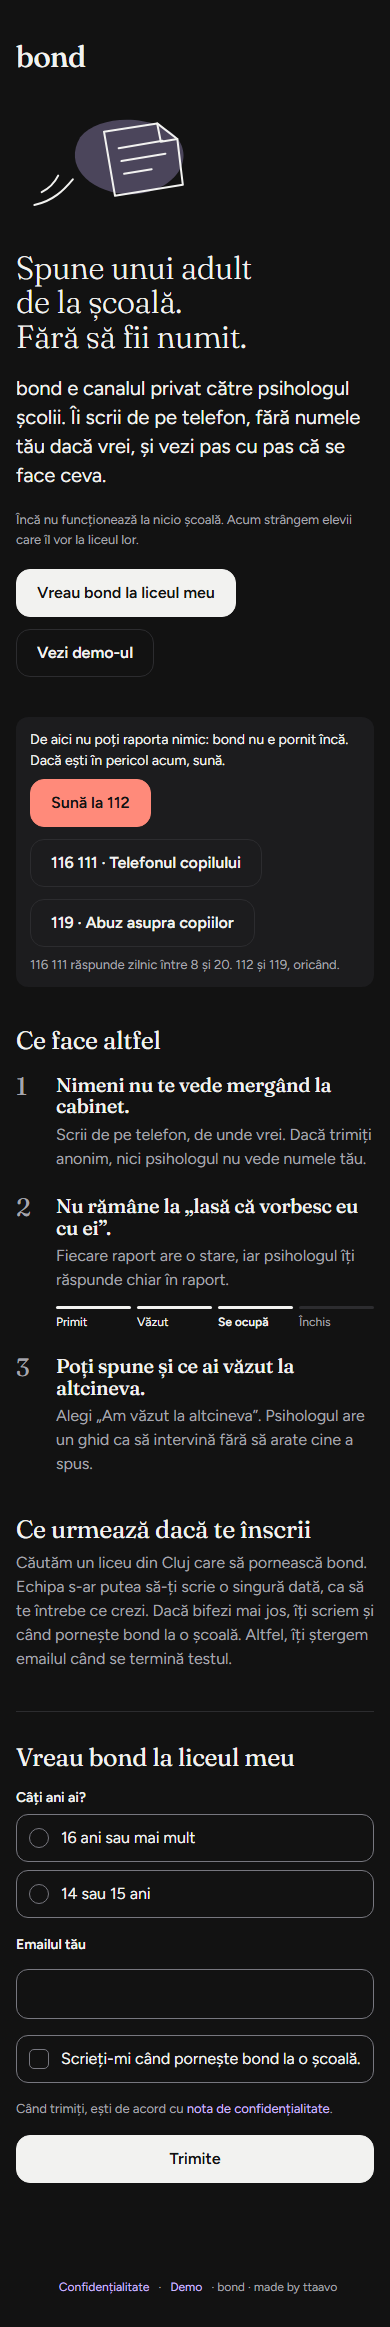 bond
Spune unui adult
de la școală.
Fără să fii numit.
bond e canalul privat către psihologul
școlii. Îi scrii de pe telefon, fără numele
tău dacă vrei, și vezi pas cu pas că se
face ceva.
Încă nu funcționează la nicio școală. Acum strângem elevii
care îl vor la liceul lor.
Vreau bond la liceul meu
Vezi demo-ul
De aici nu poți raporta nimic: bond nu e pornit încă.
Dacă ești în pericol acum, sună.
Sună la 112
116 111 · Telefonul copilului
119 · Abuz asupra copiilor
116 111 răspunde zilnic între 8 și 20. 112 și 119, oricând.
Ce face altfel
1
Nimeni nu te vede mergând la
cabinet.
Scrii de pe telefon, de unde vrei. Dacă trimiți
anonim, nici psihologul nu vede numele tău.
2
Nu rămâne la „lasă că vorbesc eu
cu ei”.
Fiecare raport are o stare, iar psihologul îți
răspunde chiar în raport.
Primit Văzut Se ocupă Închis
3
Poți spune și ce ai văzut la
altcineva.
Alegi „Am văzut la altcineva”. Psihologul are
un ghid ca să intervină fără să arate cine a
spus.
Ce urmează dacă te înscrii
Căutăm un liceu din Cluj care să pornească bond.
Echipa s-ar putea să-ți scrie o singură dată, ca să
te întrebe ce crezi. Dacă bifezi mai jos, îți scriem și
când pornește bond la o școală. Altfel, îți ștergem
emailul când se termină testul.
Vreau bond la liceul meu
Câți ani ai?
16 ani sau mai mult
14 sau 15 ani
Emailul tău
Scrieți-mi când pornește bond la o școală.
Când trimiți, ești de acord cu nota de confidențialitate.
Trimite
Confidențialitate · Demo · bond · made by ttaavo